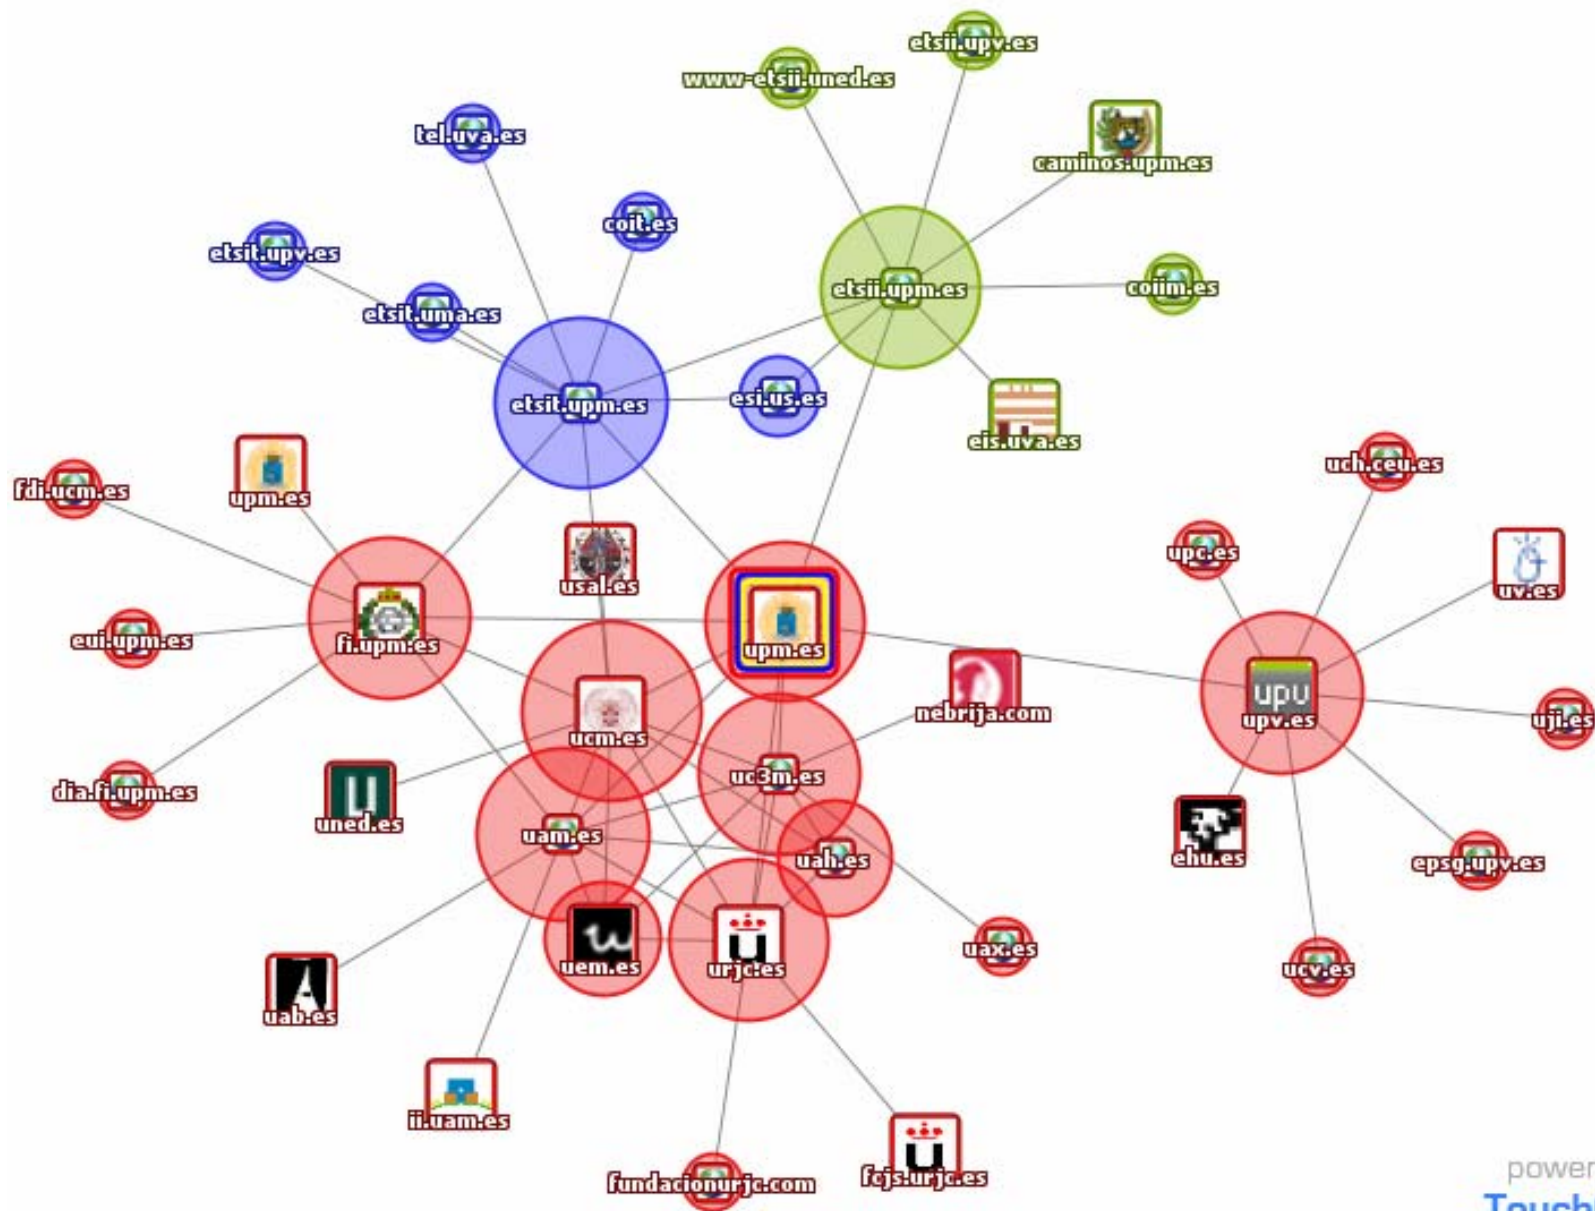 etsii.upv.es
www-etsii.uned.es
tel.uva.es
caminos.upm.es
coit.es
etsit.upv.es
etsii.upm.es
coiim.es
etsit.uma.es
etsit.upm.es
esi.us.es
eis.uva.es
uch.ceu.es
fdi.ucm.es
upm.es
upc.es
usal.es
uv.es
eui.upm.es
fi.upm.es
upm.es
upv
upv.es
nebrija.com
uji.es
ucm.es
uc3m.es
dia.fi.upm.es
uned.es
uam.es
uah.es
ehu.es
epsg.upv.es
uem.es
urjc.es
uax.es
ucv.es
uab.es
ii.uam.es
fundacionurjc.com
fcjs.urjc.es